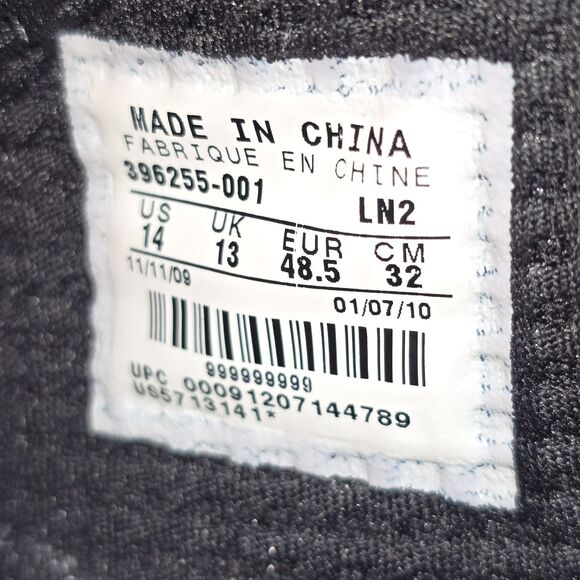 MADE IN CHINA
FABRIQUE EN CHINE
396255-001 LN2
US UK EUR CM
14 13 48.5 32
11/11/09 01/07/10
999999999
UPC 00091207144789
US5713141*